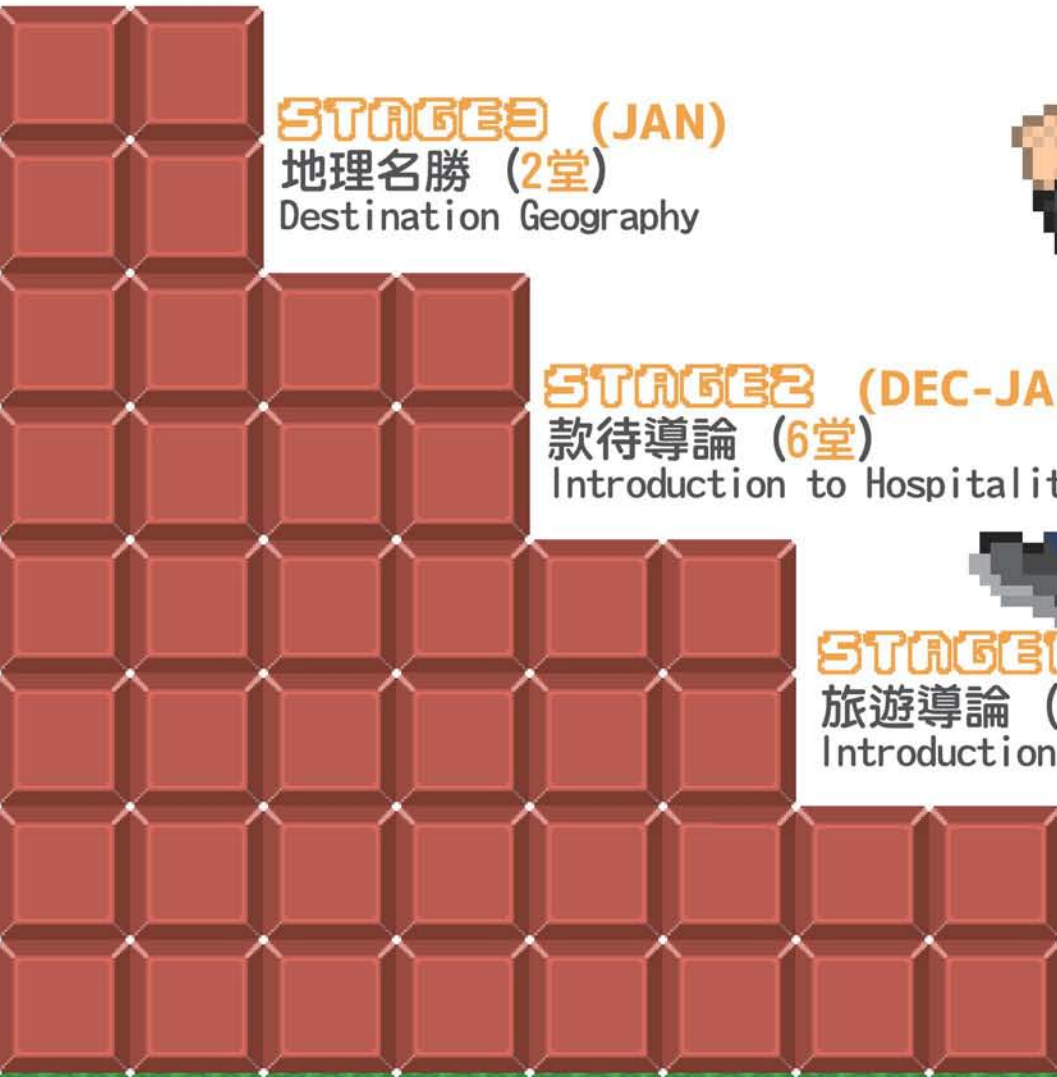 STAGE3 (JAN)
地理名勝 (2堂)
Destination Geography
STAGE2 (DEC-JA
款待導論 (6堂)
Introduction to Hospitalit
STAGE1
旅遊導論 (
Introduction